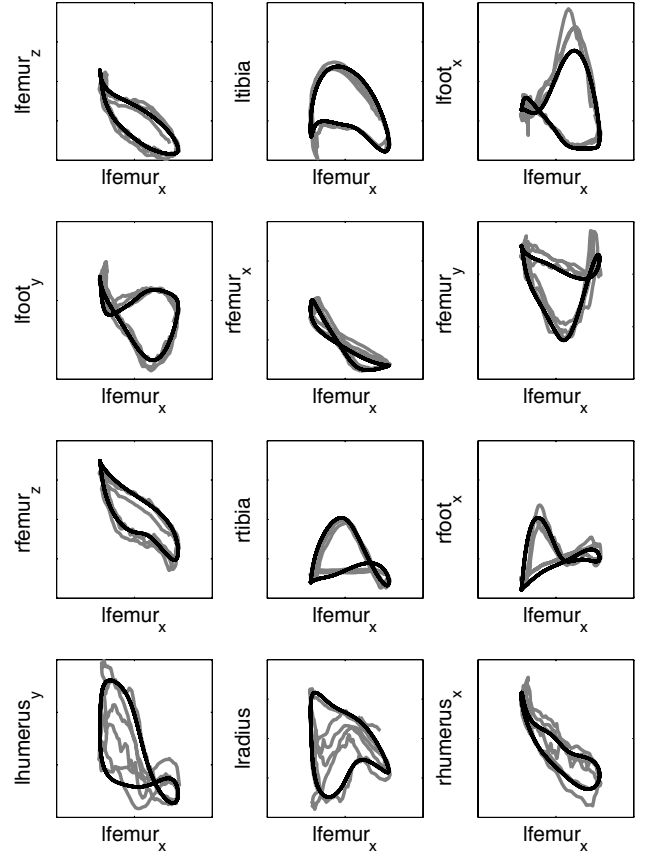 lfemur_z ltibia lfoot_x
lfemur_x lfemur_x lfemur_x
lfoot_y rfemur_x rfemur_y
lfemur_x lfemur_x lfemur_x
rfemur_z rtibia rfoot_x
lfemur_x lfemur_x lfemur_x
lhumerus_y lradius rhumerus_x
lfemur_x lfemur_x lfemur_x